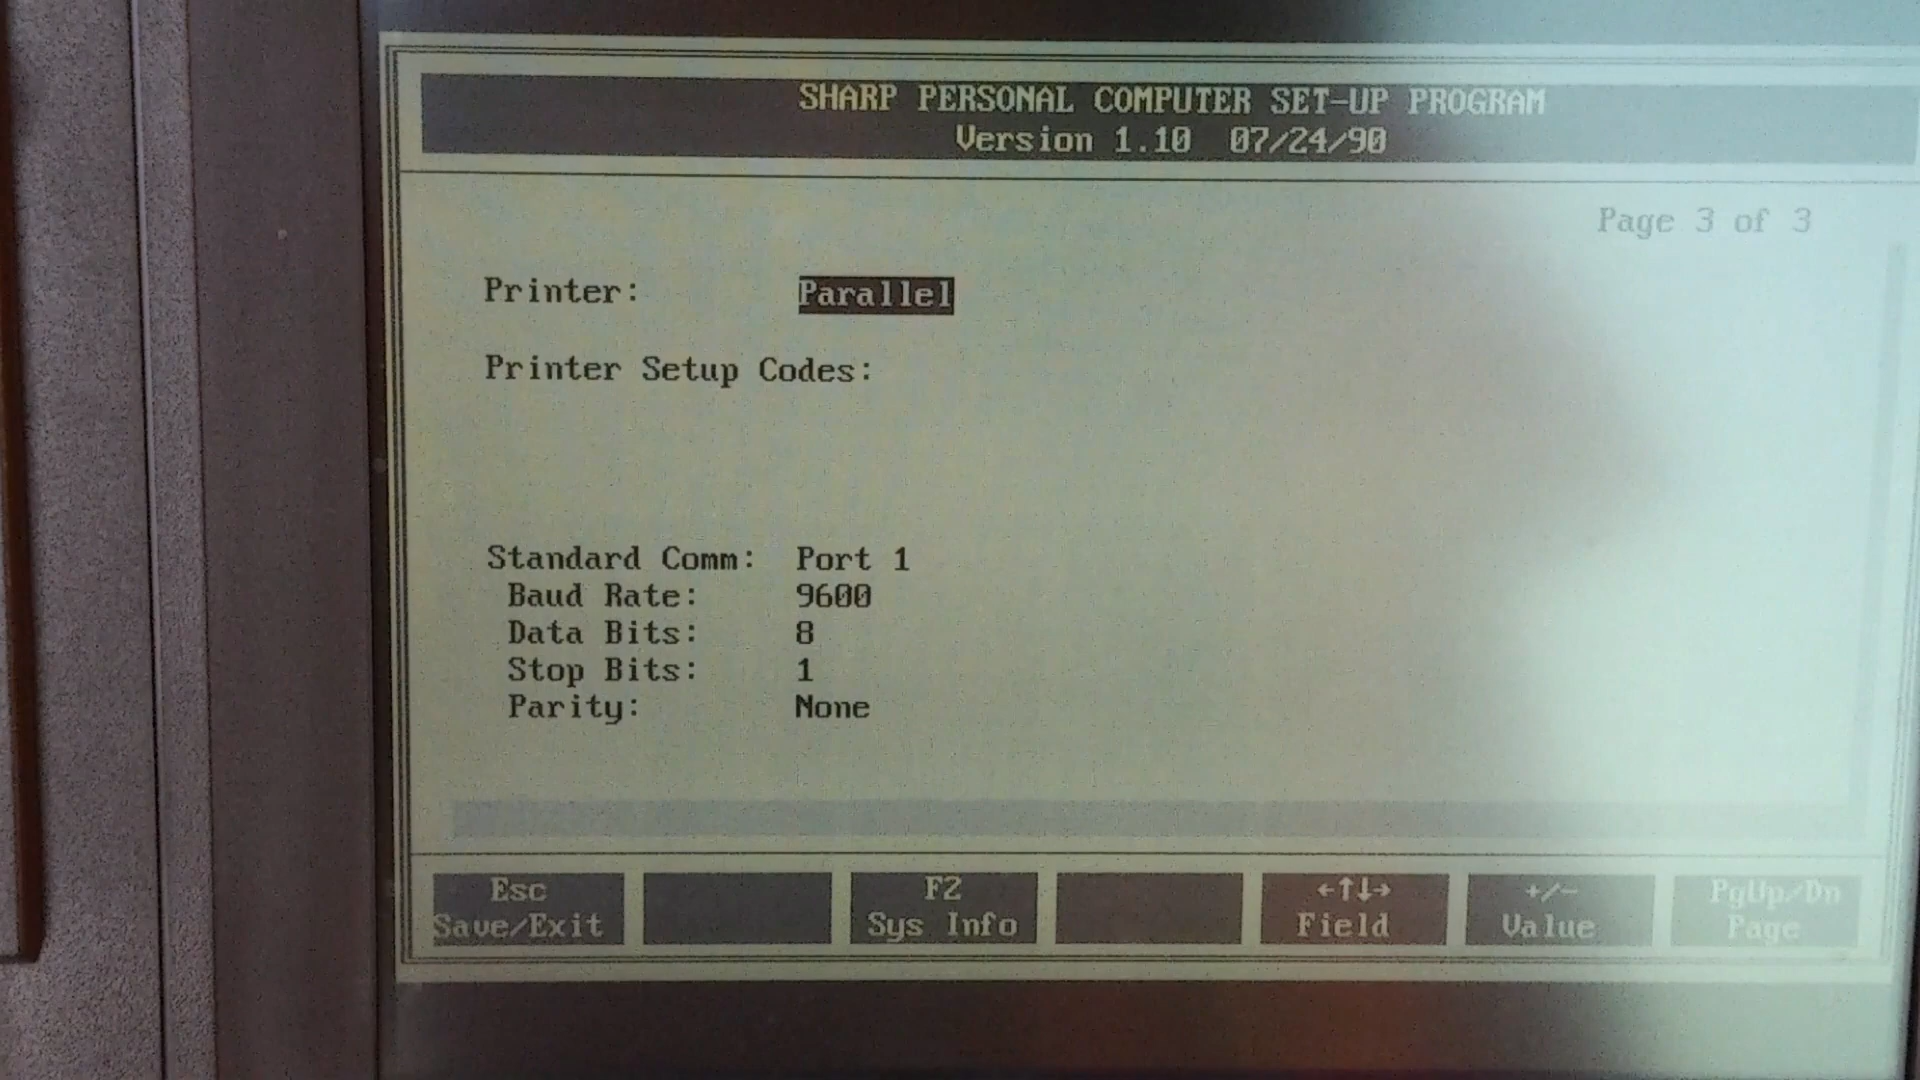 SHARP PERSONAL COMPUTER SET-UP PROGRAM
Version 1.10 07/24/90
Page 3 of 3
Printer: Parallel
Printer Setup Codes:
Standard Comm: Port 1
Baud Rate: 9600
Data Bits: 8
Stop Bits: 1
Parity: None
Esc F2 ←↑↓→ +/- PgUp/Dn
Save/Exit Sys Info Field Value Page